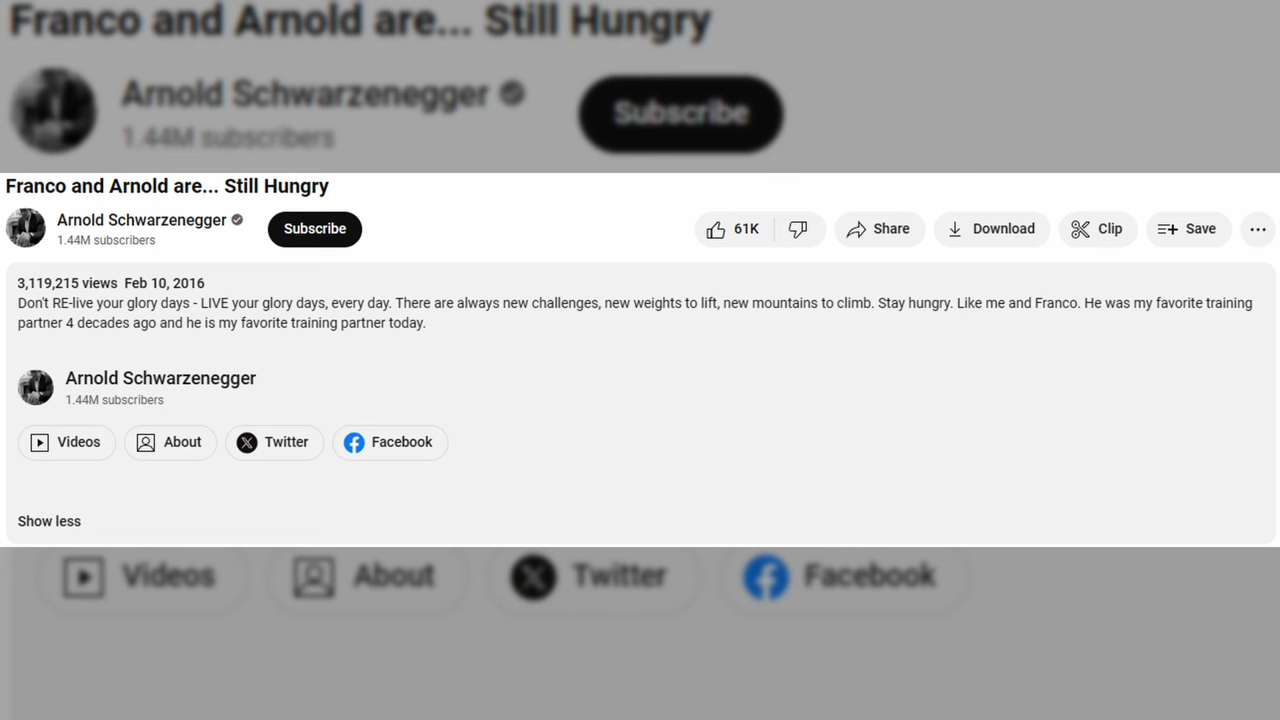 Franco and Arnold are... Still Hungry
Arnold Schwarzenegger
Subscribe
1.44M subscribers
Franco and Arnold are... Still Hungry
Arnold Schwarzenegger
1.44M subscribers
Subscribe
61K
Share
Download
Clip
Save
3,119,215 views Feb 10, 2016
Don't RE-live your glory days - LIVE your glory days, every day. There are always new challenges, new weights to lift, new mountains to climb. Stay hungry. Like me and Franco. He was my favorite training
partner 4 decades ago and he is my favorite training partner today.
Arnold Schwarzenegger
1.44M subscribers
Videos
About
Twitter
Facebook
Show less
Videos
About
Twitter
Facebook